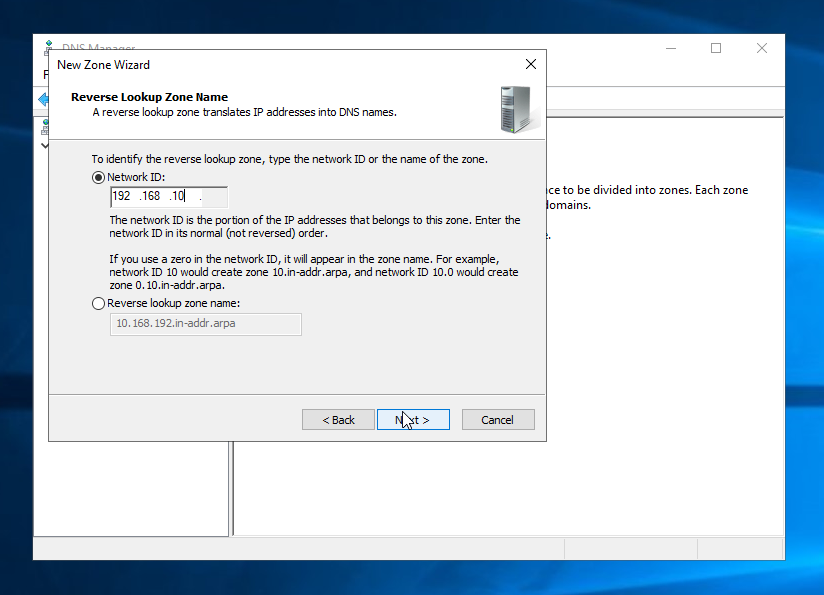 DNS Manager
New Zone Wizard
Reverse Lookup Zone Name
A reverse lookup zone translates IP addresses into DNS names.
To identify the reverse lookup zone, type the network ID or the name of the zone.
Network ID:
192 .168 .10 .
The network ID is the portion of the IP addresses that belongs to this zone. Enter the
network ID in its normal (not reversed) order.
If you use a zero in the network ID, it will appear in the zone name. For example,
network ID 10 would create zone 10.in-addr.arpa, and network ID 10.0 would create
zone 0.10.in-addr.arpa.
Reverse lookup zone name:
10.168.192.in-addr.arpa
< Back
Next >
Cancel
ce to be divided into zones. Each zone
domains.